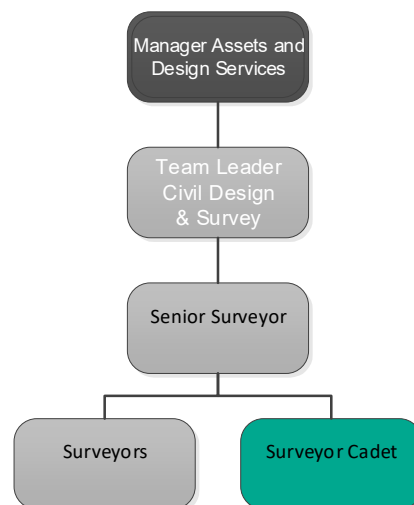 Manager Assets and
Design Services
Team Leader
Civil Design
& Survey
Senior Surveyor
Surveyors
Surveyor Cadet